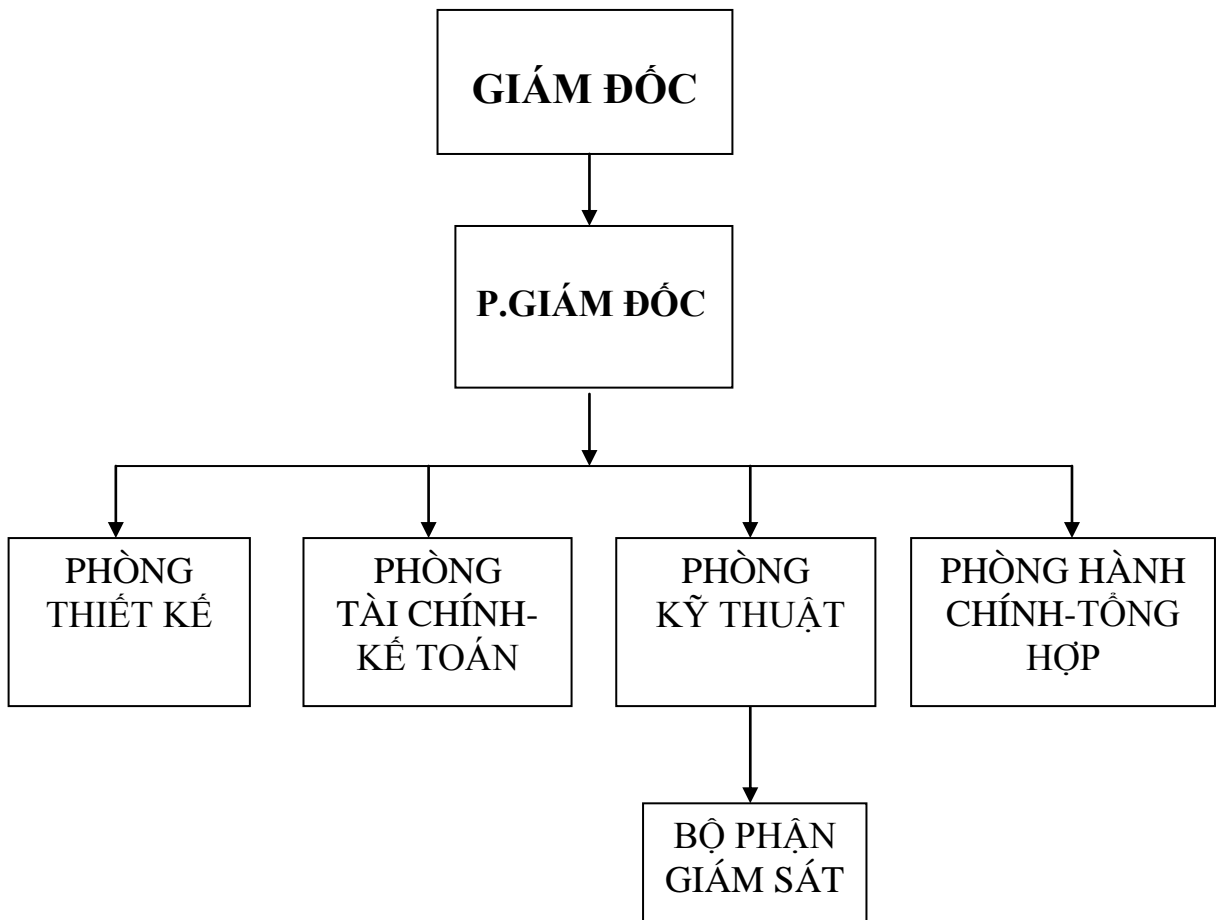 GIÁM ĐỐC
P.GIÁM ĐỐC
PHÒNG
THIẾT KẾ
PHÒNG
TÀI CHÍNH-
KẾ TOÁN
PHÒNG
KỸ THUẬT
PHÒNG HÀNH
CHÍNH-TỔNG
HỢP
BỘ PHẬN
GIÁM SÁT